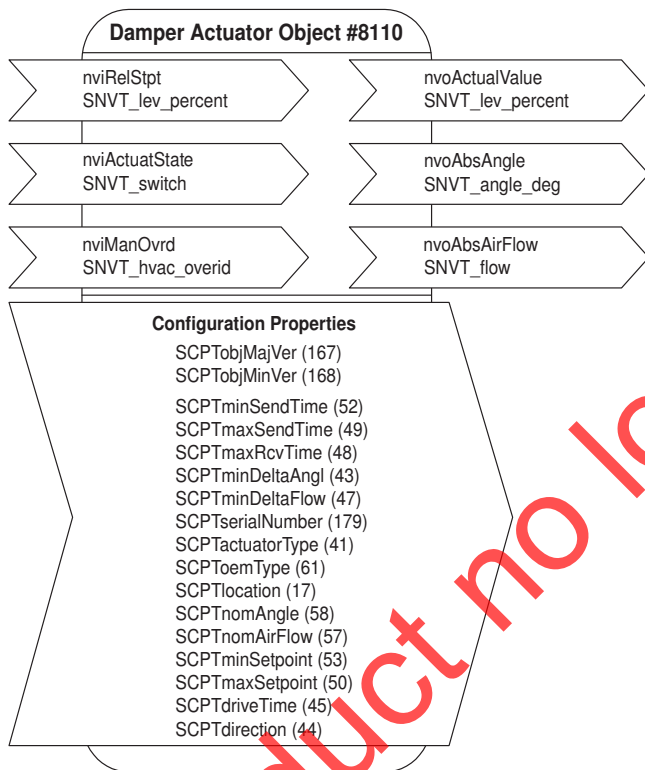 Damper Actuator Object #8110
nviRelStpt
SNVT_lev_percent
nvoActualValue
SNVT_lev_percent
nviActuatState
SNVT_switch
nvoAbsAngle
SNVT_angle_deg
nviManOvrd
SNVT_hvac_overid
nvoAbsAirFlow
SNVT_flow
Configuration Properties
SCPTobjMajVer (167)
SCPTobjMinVer (168)
SCPTminSendTime (52)
SCPTmaxSendTime (49)
SCPTmaxRcvTime (48)
SCPTminDeltaAngl (43)
SCPTminDeltaFlow (47)
SCPTserialNumber (179)
SCPTactuatorType (41)
SCPToemType (61)
SCPTlocation (17)
SCPTnomAngle (58)
SCPTnomAirFlow (57)
SCPTminSetpoint (53)
SCPTmaxSetpoint (50)
SCPTdriveTime (45)
SCPTdirection (44)
no